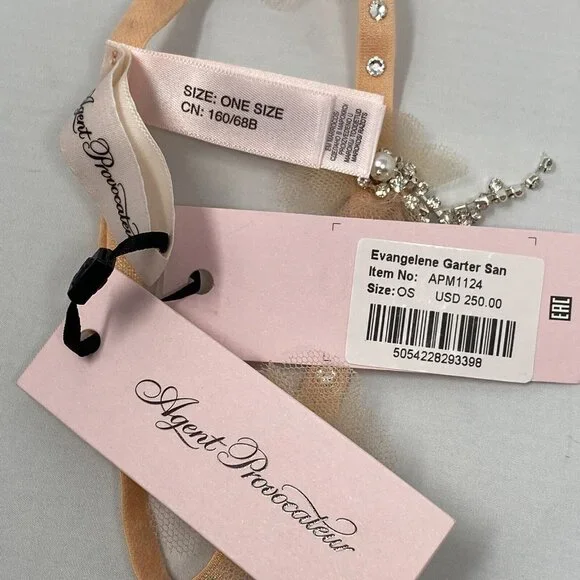 SIZE: ONE SIZE
CN: 160/68B
Agent Provocateur
Evangelene Garter San
Item No: APM1124
Size: OS USD 250.00
5054228293398
EAC
Agent Provocateur